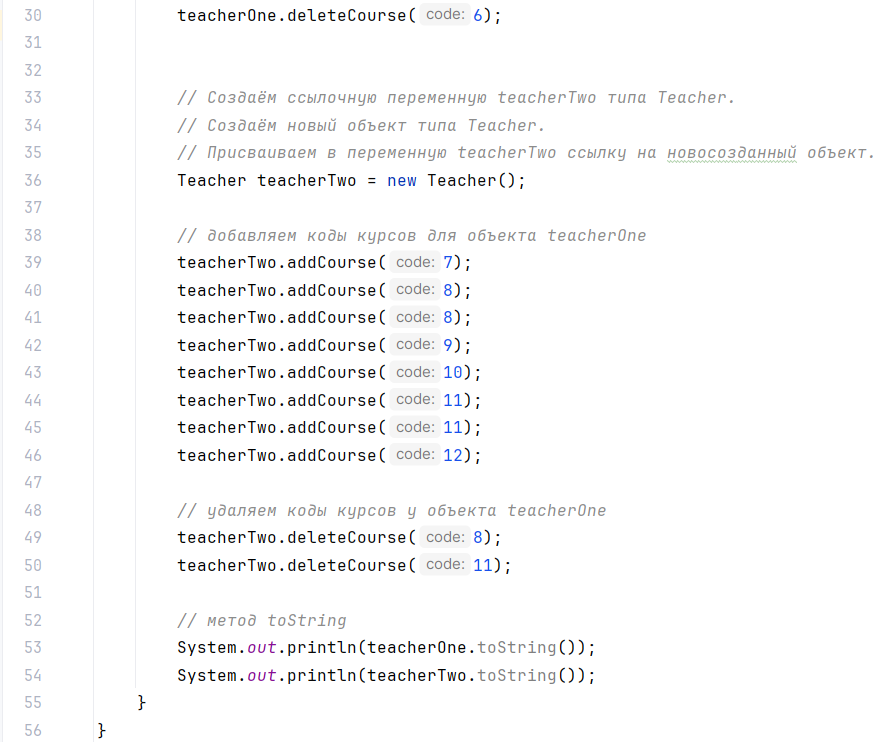 30 teacherOne.deleteCourse( code: 6);
31
32
33 // Создаём ссылочную переменную teacherTwo типа Teacher.
34 // Создаём новый объект типа Teacher.
35 // Присваиваем в переменную teacherTwo ссылку на новосозданный объект.
36 Teacher teacherTwo = new Teacher();
37
38 // добавляем коды курсов для объекта teacherOne
39 teacherTwo.addCourse( code: 7);
40 teacherTwo.addCourse( code: 8);
41 teacherTwo.addCourse( code: 8);
42 teacherTwo.addCourse( code: 9);
43 teacherTwo.addCourse( code: 10);
44 teacherTwo.addCourse( code: 11);
45 teacherTwo.addCourse( code: 11);
46 teacherTwo.addCourse( code: 12);
47
48 // удаляем коды курсов у объекта teacherOne
49 teacherTwo.deleteCourse( code: 8);
50 teacherTwo.deleteCourse( code: 11);
51
52 // метод toString
53 System.out.println(teacherOne.toString());
54 System.out.println(teacherTwo.toString());
55 }
56 }